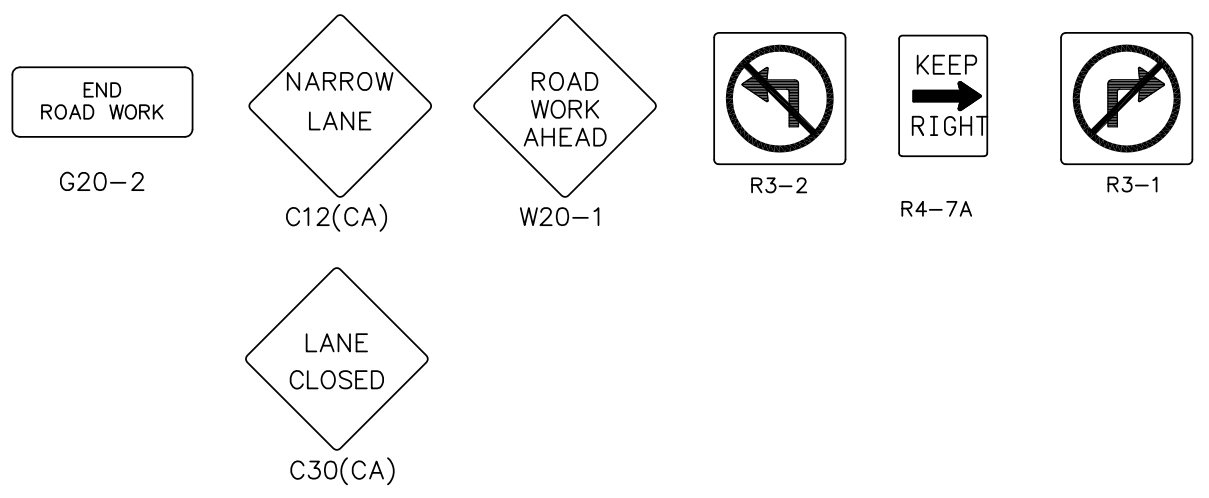 END
ROAD WORK
G20-2
NARROW
LANE
C12(CA)
ROAD
WORK
AHEAD
W20-1
R3-2
KEEP
RIGHT
R4-7A
R3-1
LANE
CLOSED
C30(CA)